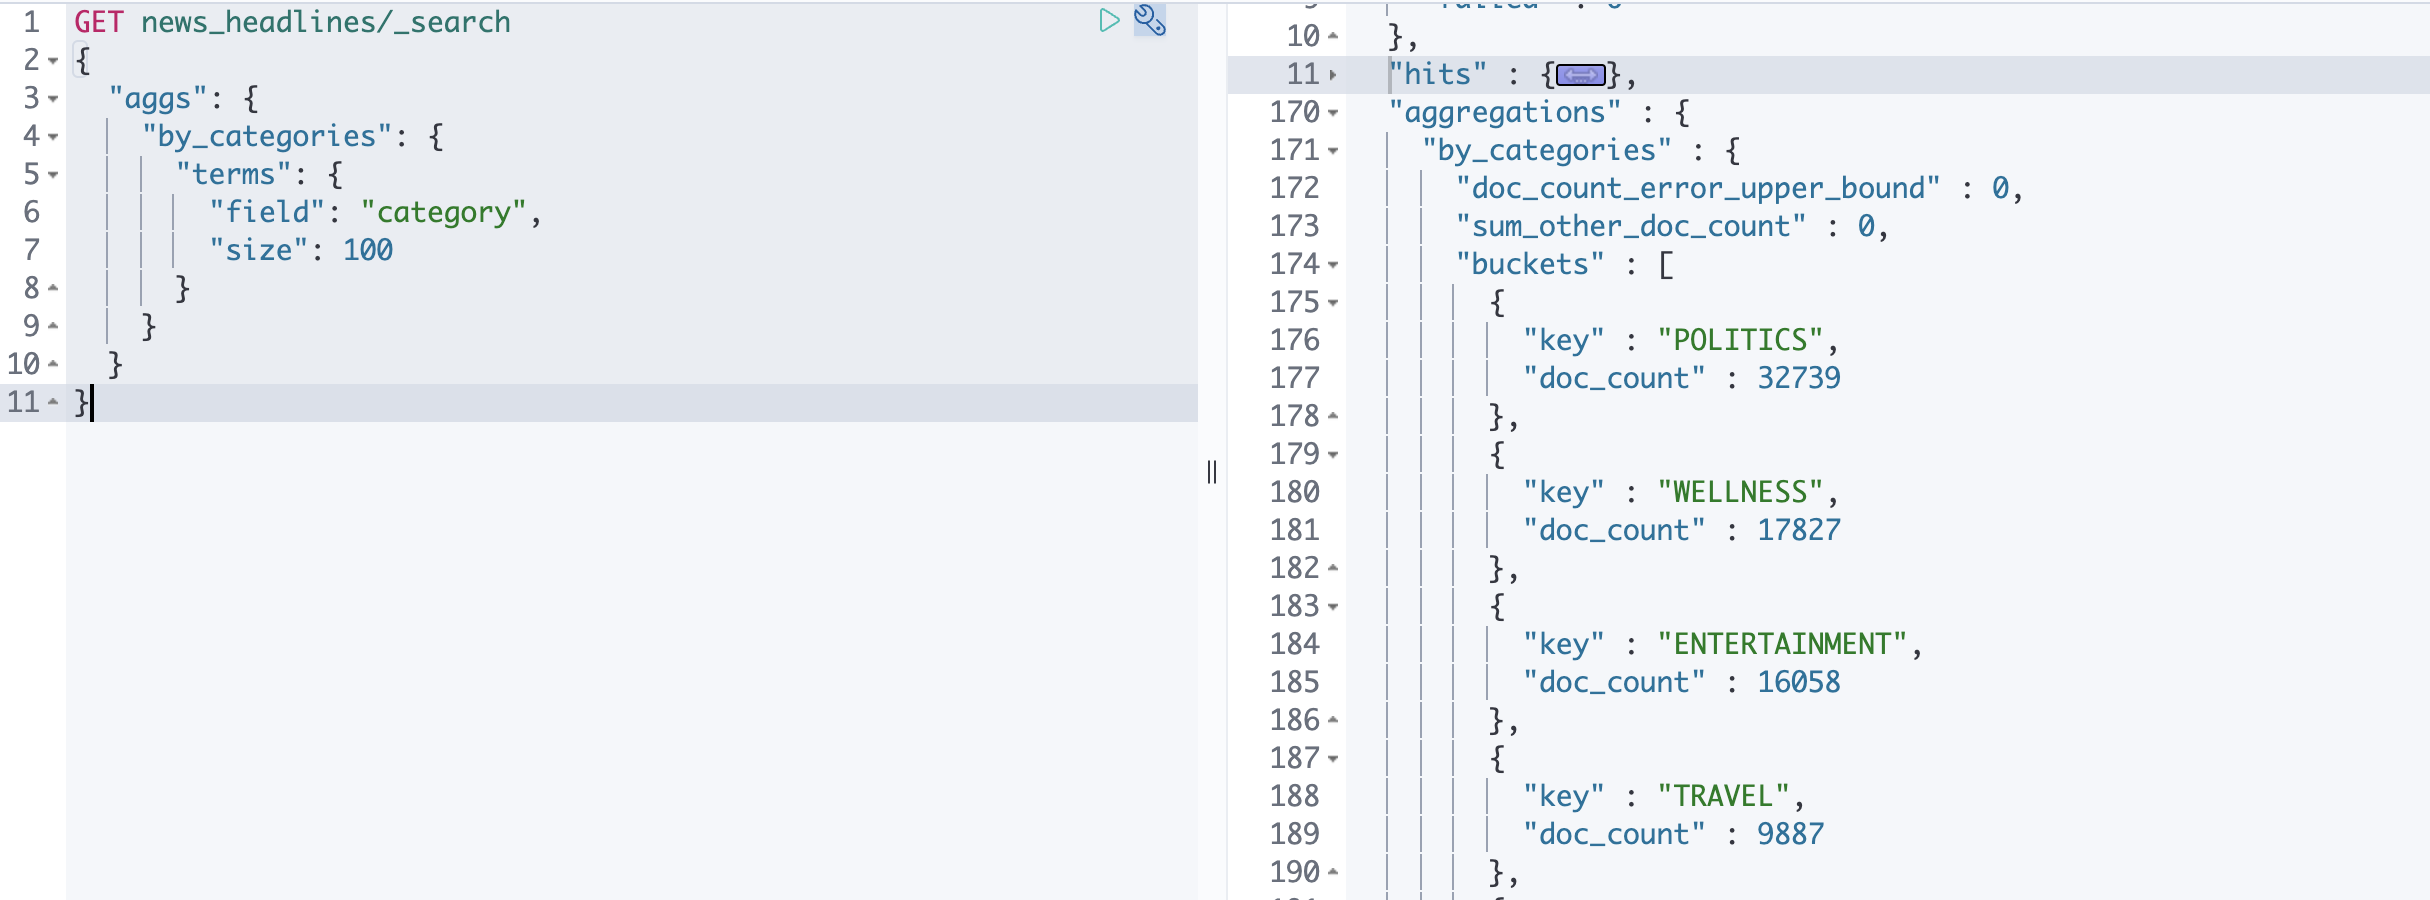 1 GET news_headlines/_search
2 {
3 "aggs": {
4 "by_categories": {
5 "terms": {
6 "field": "category",
7 "size": 100
8 }
9 }
10 }
11 }
10 },
11 "hits" : {},
170 "aggregations" : {
171 "by_categories" : {
172 "doc_count_error_upper_bound" : 0,
173 "sum_other_doc_count" : 0,
174 "buckets" : [
175 {
176 "key" : "POLITICS",
177 "doc_count" : 32739
178 },
179 {
180 "key" : "WELLNESS",
181 "doc_count" : 17827
182 },
183 {
184 "key" : "ENTERTAINMENT",
185 "doc_count" : 16058
186 },
187 {
188 "key" : "TRAVEL",
189 "doc_count" : 9887
190 },